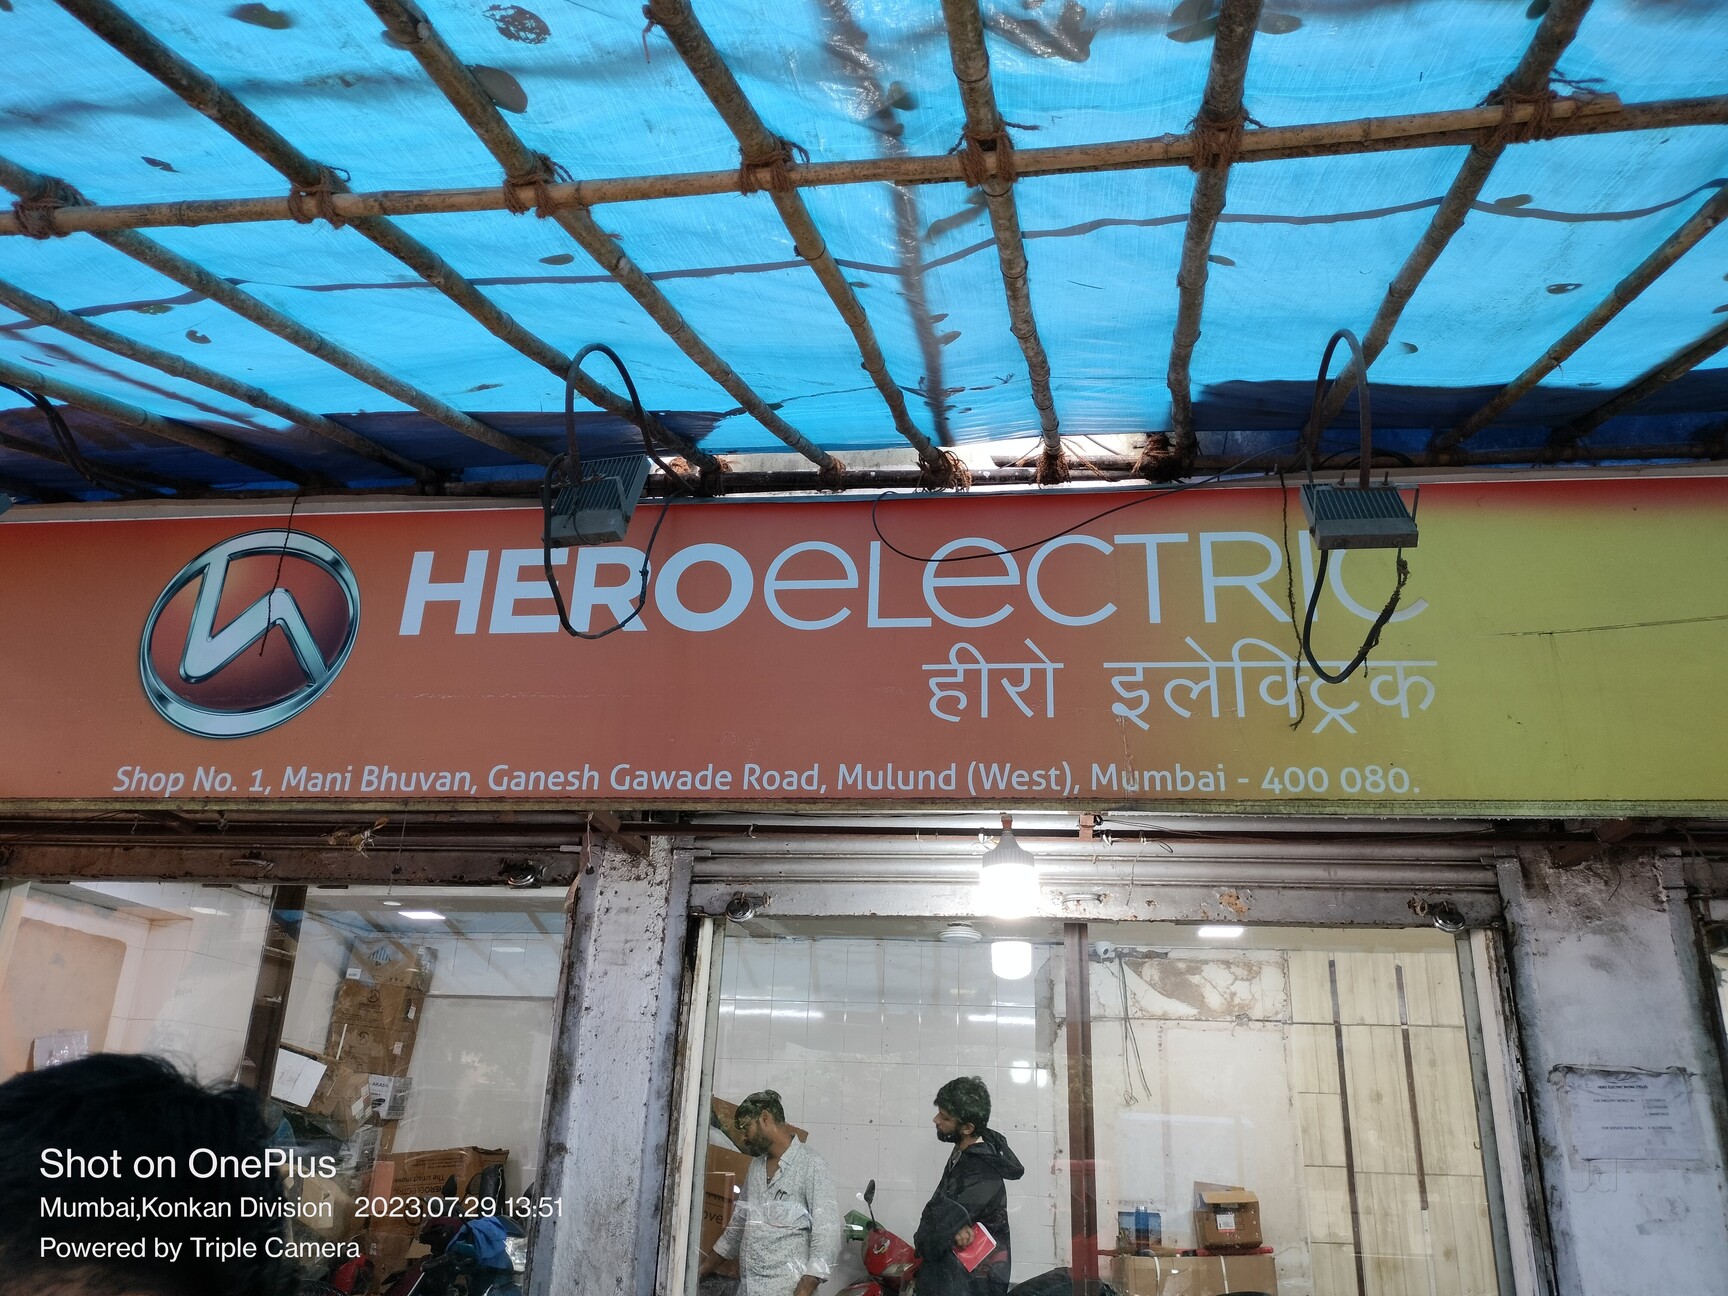 HEROeLecTRIC
हीरो इलेक्ट्रिक
Shop No. 1, Mani Bhuvan, Ganesh Gawade Road, Mulund (West), Mumbai - 400 080.
Shot on OnePlus
Mumbai,Konkan Division 2023.07.29 13:51
Powered by Triple Camera